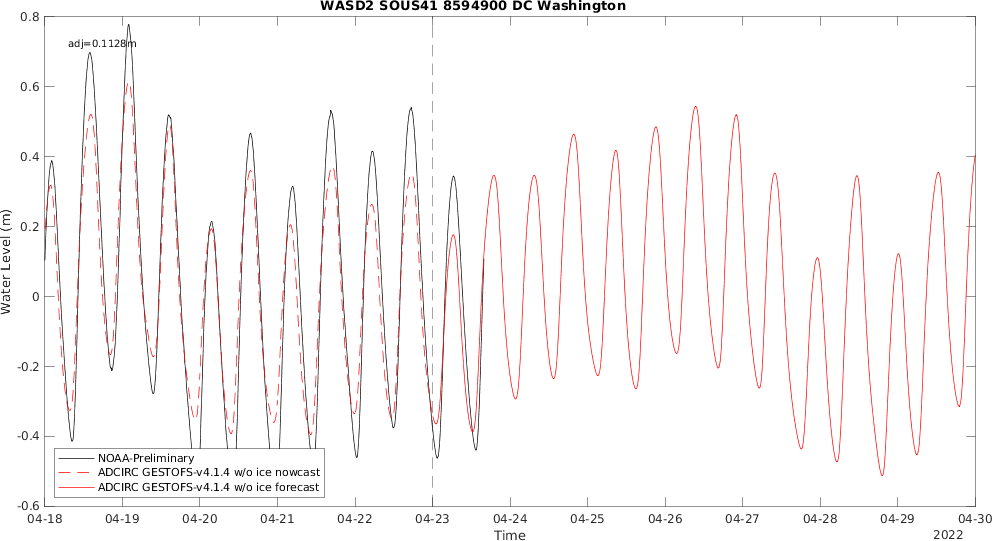 WASD2 SOUS41 8594900 DC Washington
adj=0.1128m
0.8
0.6
0.4
0.2
0
-0.2
-0.4
-0.6
Water Level (m)
NOAA-Preliminary
ADCIRC GESTOFS-v4.1.4 w/o ice nowcast
ADCIRC GESTOFS-v4.1.4 w/o ice forecast
04-18 04-19 04-20 04-21 04-22 04-23 04-24 04-25 04-26 04-27 04-28 04-29 04-30
Time
2022